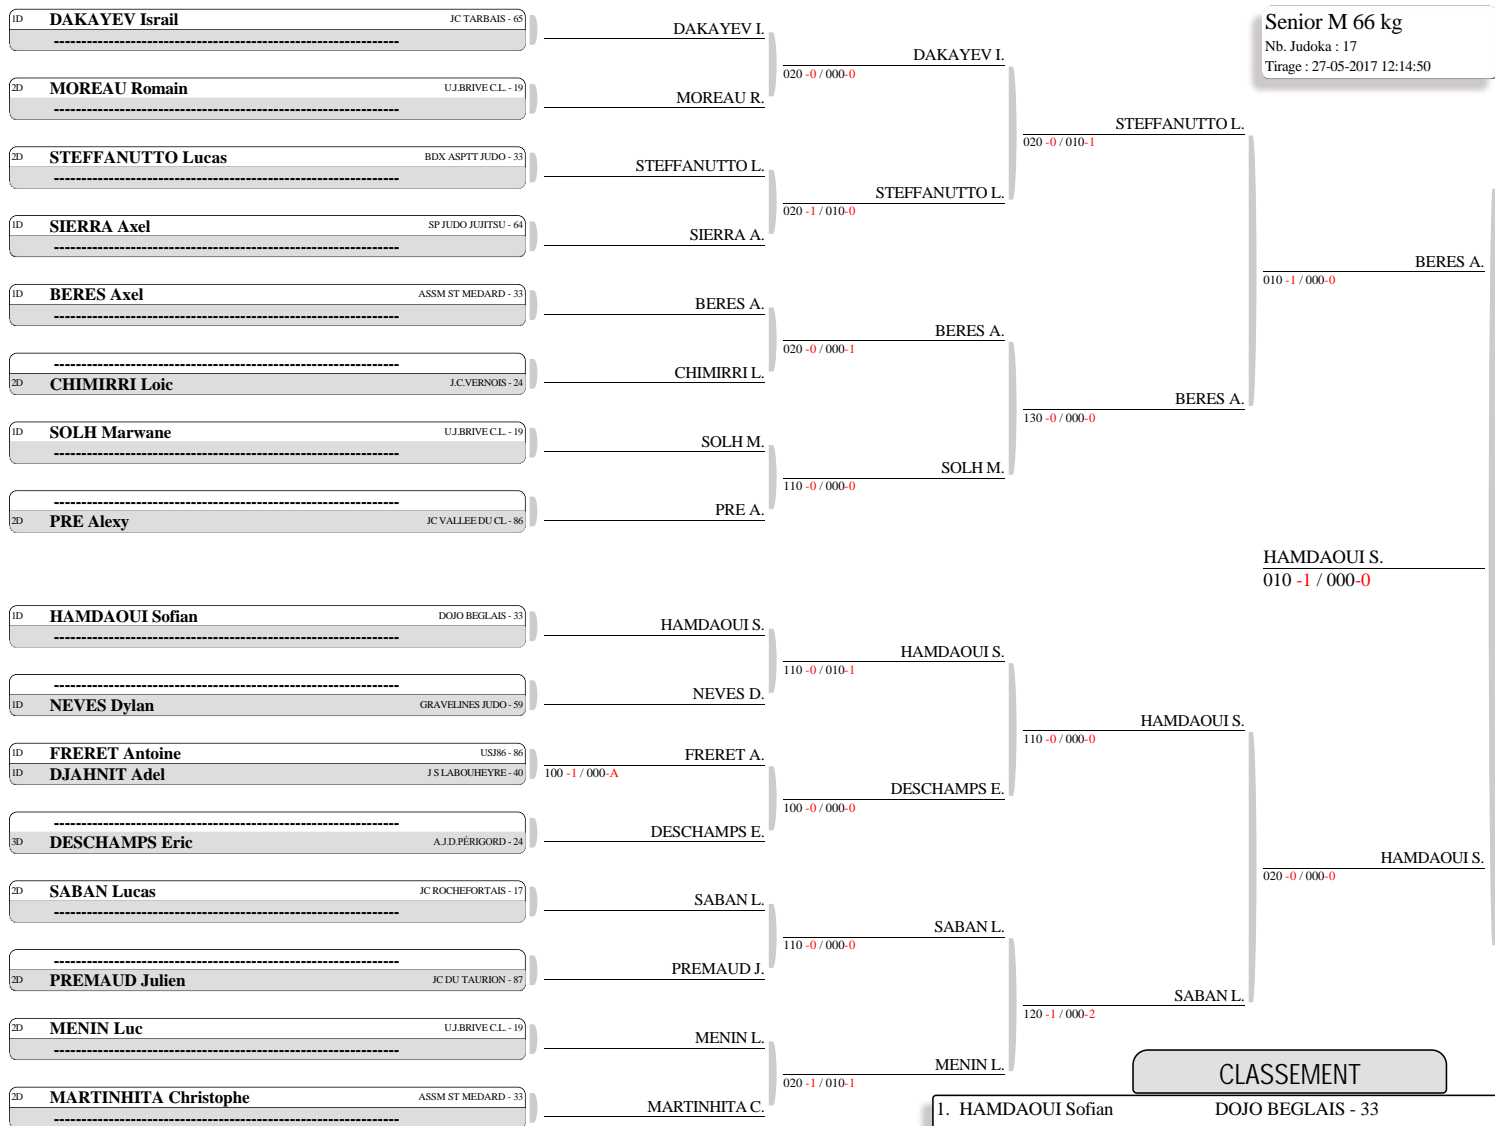 Senior M 66 kg
Nb. Judoka : 17
Tirage : 27-05-2017 12:14:50
1D DAKAYEV Israil JC TARBAIS - 65
----------------------------------------------------------------
2D MOREAU Romain U.J.BRIVE C.L. - 19
----------------------------------------------------------------
2D STEFFANUTTO Lucas BDX ASPTT JUDO - 33
----------------------------------------------------------------
1D SIERRA Axel SP JUDO JUJITSU - 64
----------------------------------------------------------------
1D BERES Axel ASSM ST MEDARD - 33
----------------------------------------------------------------
----------------------------------------------------------------
2D CHIMIRRI Loic J.C.VERNOIS - 24
1D SOLH Marwane U.J.BRIVE C.L. - 19
----------------------------------------------------------------
----------------------------------------------------------------
2D PRE Alexy JC VALLEE DU CL - 86
1D HAMDAOUI Sofian DOJO BEGLAIS - 33
----------------------------------------------------------------
----------------------------------------------------------------
1D NEVES Dylan GRAVELINES JUDO - 59
1D FRERET Antoine USJ86 - 86
1D DJAHNIT Adel J S LABOUHEYRE - 40
----------------------------------------------------------------
3D DESCHAMPS Eric A.J.D.PÉRIGORD - 24
2D SABAN Lucas JC ROCHEFORTAIS - 17
----------------------------------------------------------------
----------------------------------------------------------------
2D PREMAUD Julien JC DU TAURION - 87
2D MENIN Luc U.J.BRIVE C.L. - 19
----------------------------------------------------------------
2D MARTINHITA Christophe ASSM ST MEDARD - 33
----------------------------------------------------------------
DAKAYEV I.
MOREAU R.
STEFFANUTTO L.
SIERRA A.
BERES A.
CHIMIRRI L.
SOLH M.
PRE A.
HAMDAOUI S.
NEVES D.
FRERET A.
100 -1 / 000-A
DESCHAMPS E.
SABAN L.
PREMAUD J.
MENIN L.
MARTINHITA C.
DAKAYEV I.
020 -0 / 000-0
STEFFANUTTO L.
020 -1 / 010-0
BERES A.
020 -0 / 000-1
SOLH M.
110 -0 / 000-0
HAMDAOUI S.
110 -0 / 010-1
DESCHAMPS E.
100 -0 / 000-0
SABAN L.
110 -0 / 000-0
MENIN L.
020 -1 / 010-1
STEFFANUTTO L.
020 -0 / 010-1
BERES A.
130 -0 / 000-0
HAMDAOUI S.
110 -0 / 000-0
SABAN L.
120 -1 / 000-2
BERES A.
010 -1 / 000-0
HAMDAOUI S.
010 -1 / 000-0
HAMDAOUI S.
020 -0 / 000-0
CLASSEMENT
1. HAMDAOUI Sofian DOJO BEGLAIS - 33